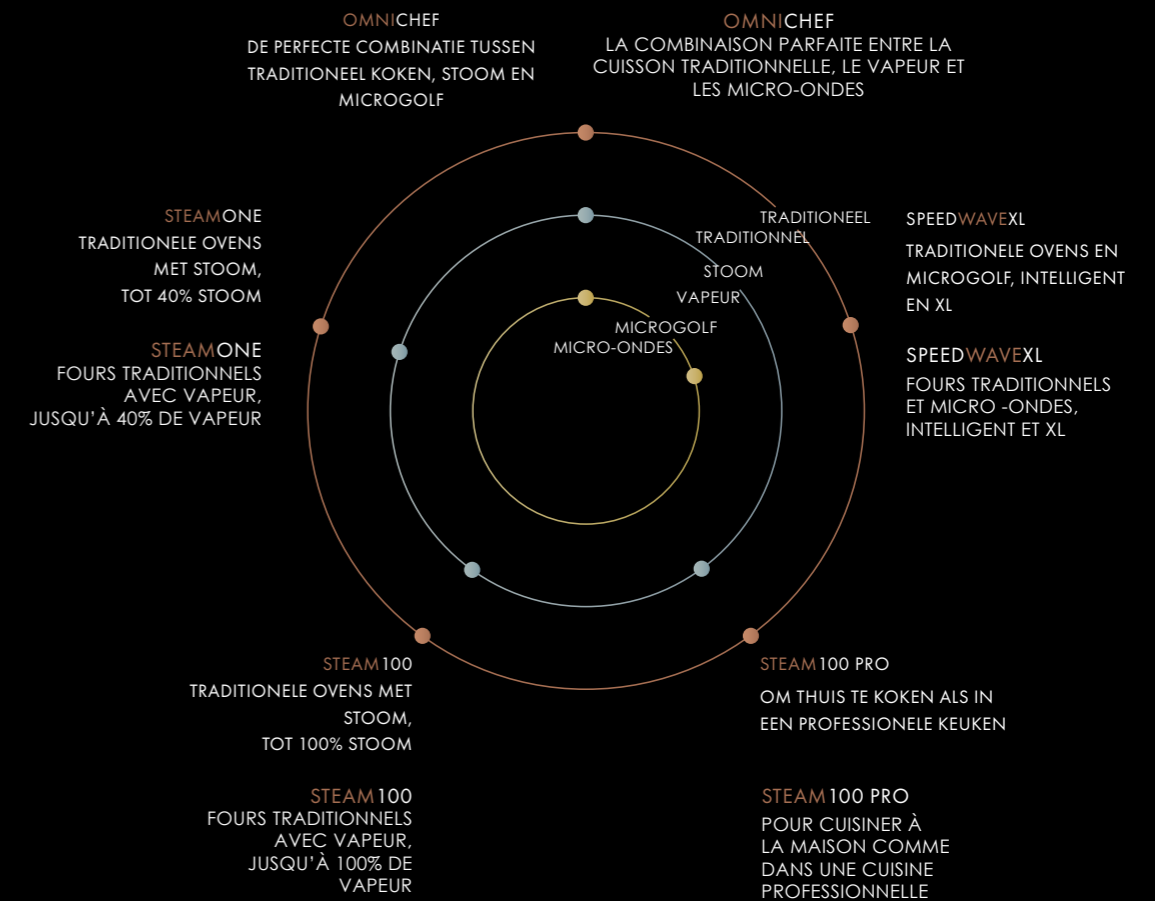 OMNICHEF
DE PERFECTE COMBINATIE TUSSEN
TRADITIONEEL KOKEN, STOOM EN
MICROGOLF
OMNICHEF
LA COMBINAISON PARFAITE ENTRE LA
CUISSON TRADITIONNELLE, LE VAPEUR ET
LES MICRO-ONDES
STEAMONE
TRADITIONELE OVENS
MET STOOM,
TOT 40% STOOM
STEAMONE
FOURS TRADITIONNELS
AVEC VAPEUR,
JUSQU'À 40% DE VAPEUR
TRADITIONEEL
TRADITIONNEL
STOOM
VAPEUR
MICROGOLF
MICRO-ONDES
SPEEDWAVEXL
TRADITIONELE OVENS EN
MICROGOLF, INTELLIGENT
EN XL
SPEEDWAVEXL
FOURS TRADITIONNELS
ET MICRO -ONDES,
INTELLIGENT ET XL
STEAM100
TRADITIONELE OVENS MET
STOOM,
TOT 100% STOOM
STEAM100
FOURS TRADITIONNELS
AVEC VAPEUR,
JUSQU'À 100% DE
VAPEUR
STEAM100 PRO
OM THUIS TE KOKEN ALS IN
EEN PROFESSIONELE KEUKEN
STEAM100 PRO
POUR CUISINER À
LA MAISON COMME
DANS UNE CUISINE
PROFESSIONNELLE